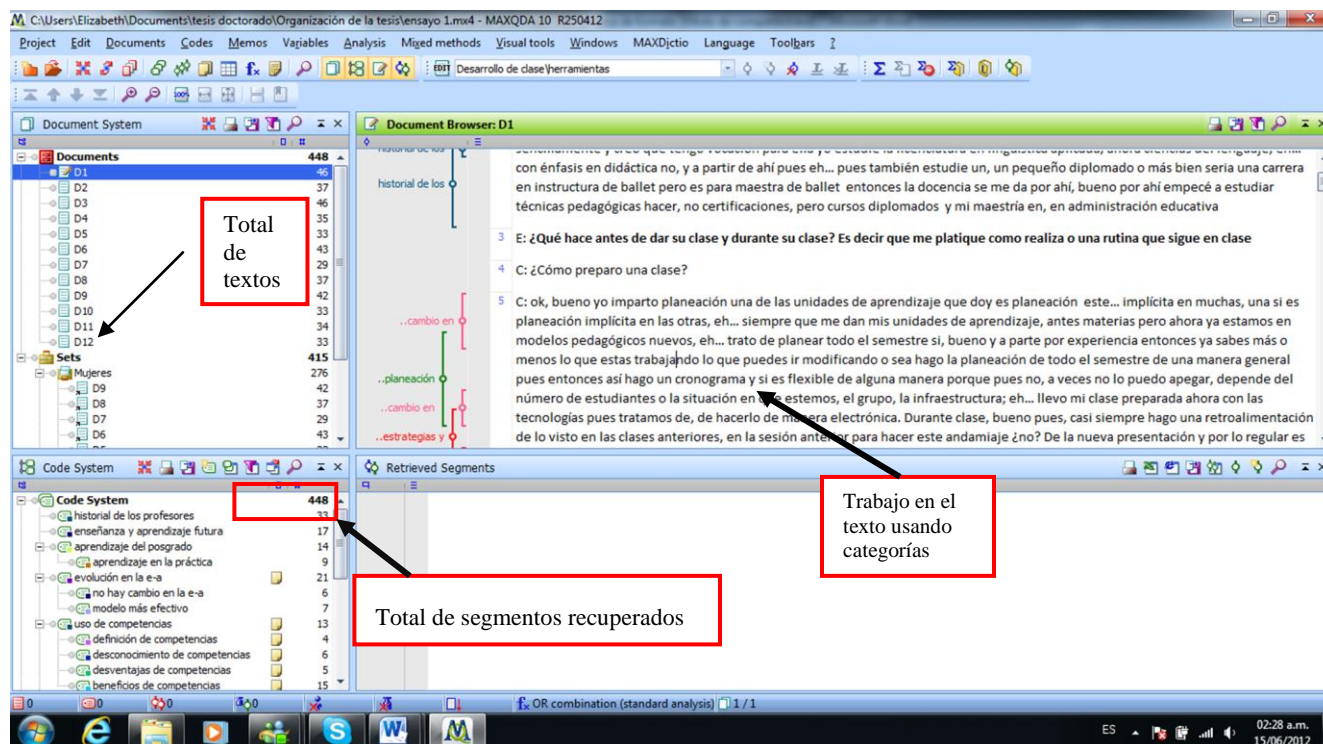 C:\Users\Elizabeth\Documents\tesis doctorado\Organización de la tesis\ensayo 1.mx4 - MAXQDA 10 R250412
Project Edit Documents Codes Memos Variables Analysis Mixed methods Visual tools Windows MAXDictio Language Toolbars ?
EDIT Desarrollo de clase\herramientas
Document System
Documents 448
D1 46
D2 37
D3 46
D4 35
D5 33
D6 43
D7 29
D8 37
D9 42
D10 33
D11 34
D12 33
Sets 415
Mujeres 276
D9 42
D8 37
D7 29
D6 43
Total
de
textos
Document Browser: D1
historial de los
con énfasis en didáctica no, y a partir de ahí pues eh... pues también estudie un, un pequeño diplomado o más bien seria una carrera
historial de los
en instructura de ballet pero es para maestra de ballet entonces la docencia se me da por ahí, bueno por ahí empecé a estudiar
técnicas pedagógicas hacer, no certificaciones, pero cursos diplomados y mi maestría en, en administración educativa
3 E: ¿Qué hace antes de dar su clase y durante su clase? Es decir que me platique como realiza o una rutina que sigue en clase
4 C: ¿Cómo preparo una clase?
5 C: ok, bueno yo imparto planeación una de las unidades de aprendizaje que doy es planeación este... implícita en muchas, una si es
..cambio en
planeación implícita en las otras, eh... siempre que me dan mis unidades de aprendizaje, antes materias pero ahora ya estamos en
modelos pedagógicos nuevos, eh... trato de planear todo el semestre si, bueno y a parte por experiencia entonces ya sabes más o
menos lo que estas trabajando lo que puedes ir modificando o sea hago la planeación de todo el semestre de una manera general
..planeación
pues entonces así hago un cronograma y si es flexible de alguna manera porque pues no, a veces no lo puedo apegar, depende del
..cambio en
número de estudiantes o la situación en que estemos, el grupo, la infraestructura; eh... llevo mi clase preparada ahora con las
tecnologías pues tratamos de, de hacerlo de manera electrónica. Durante clase, bueno pues, casi siempre hago una retroalimentación
..estrategias y
de lo visto en las clases anteriores, en la sesión anterior para hacer este andamiaje ¿no? De la nueva presentación y por lo regular es
Code System
Code System 448
historial de los profesores 33
enseñanza y aprendizaje futura 17
aprendizaje del posgrado 14
aprendizaje en la práctica 9
evolución en la e-a 21
no hay cambio en la e-a 6
modelo más efectivo 7
uso de competencias 13
definición de competencias 4
desconocimiento de competencias 6
desventajas de competencias 5
beneficios de competencias 15
Retrieved Segments
Total de segmentos recuperados
Trabajo en el
texto usando
categorías
0 0 0 0 OR combination (standard analysis) 1 / 1
ES 02:28 a.m.
15/06/2012